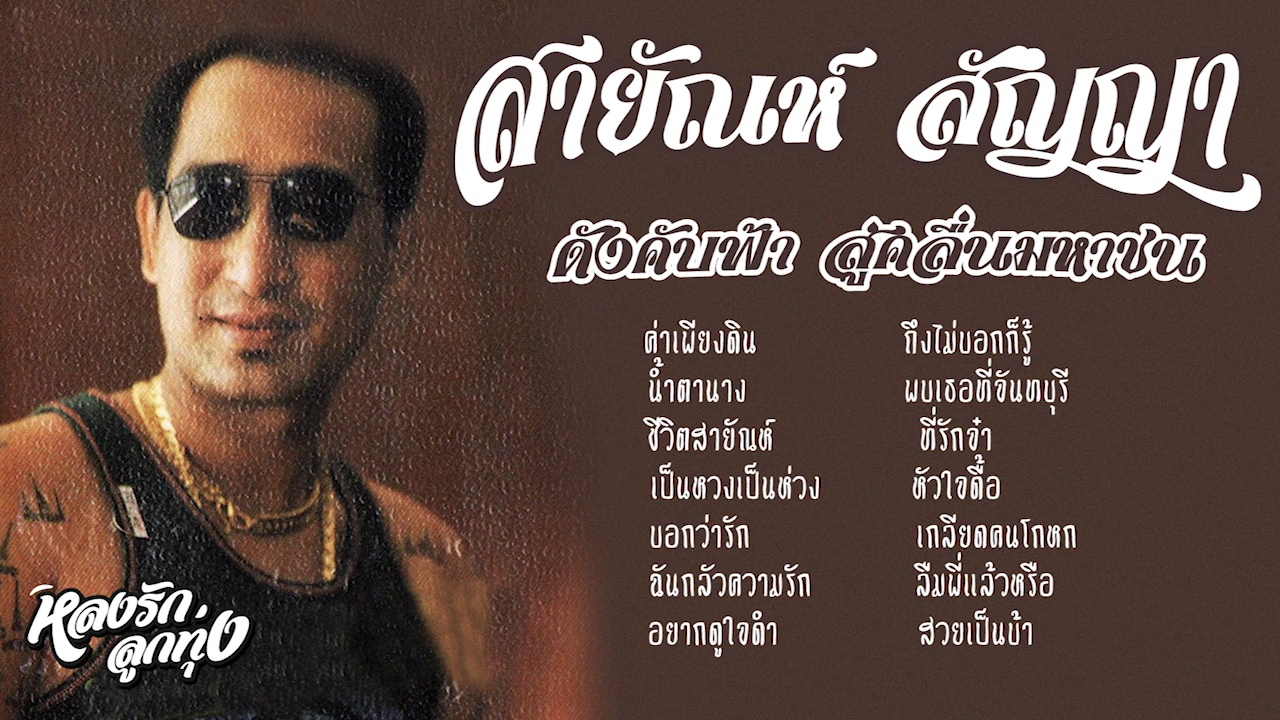 สายัณห์ สัญญา
ดังคับฟ้า สู่คลื่นมหาชน
ค่าเพียงดิน
น้ำตานาง
ชีวิตสายัณห์
เป็นหวงเป็นห่วง
บอกว่ารัก
ฉันกลัวความรัก
อยากดูใจดำ
ถึงไม่บอกก็รู้
พบเธอที่จันทบุรี
ที่รักจ๋า
หัวใจดื้อ
เกลียดคนโกหก
ลืมพี่แล้วหรือ
สวยเป็นบ้า
หลงรัก
ลูกทุ่ง